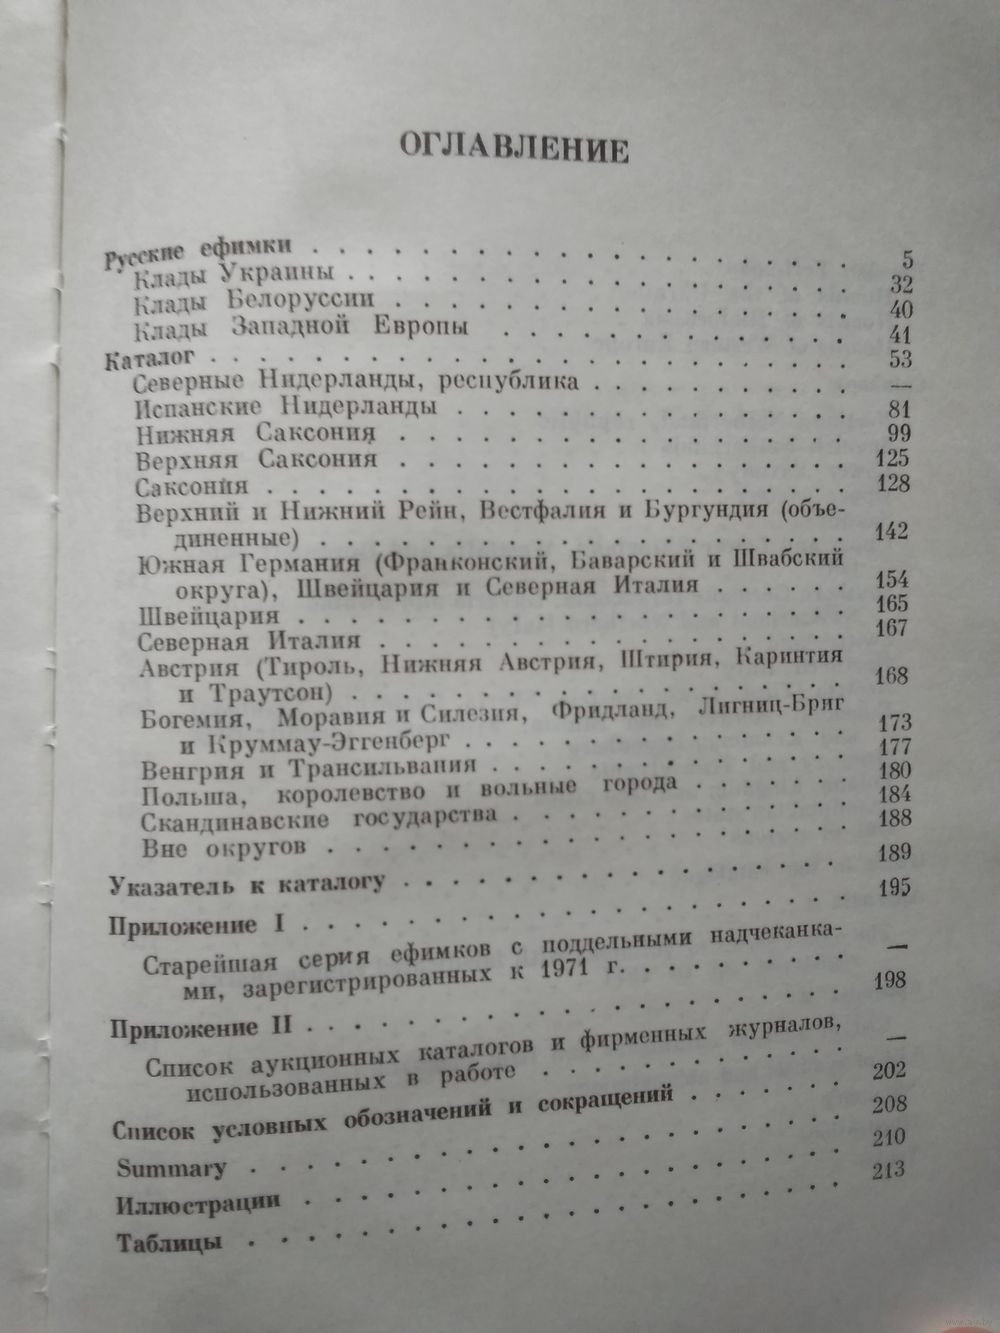 ОГЛАВЛЕНИЕ
Русские ефимки . . . . . . . . . . . . . . . . . . . . 5
Клады Украины . . . . . . . . . . . . . . . . . . . 32
Клады Белоруссии . . . . . . . . . . . . . . . . . 40
Клады Западной Европы . . . . . . . . . . . . . 41
Каталог . . . . . . . . . . . . . . . . . . . . . . . 53
Северные Нидерланды, республика . . . . . . . . . . —
Испанские Нидерланды . . . . . . . . . . . . . . . 81
Нижняя Саксония . . . . . . . . . . . . . . . . . 99
Верхняя Саксония . . . . . . . . . . . . . . . . . 125
Саксония . . . . . . . . . . . . . . . . . . . . . . 128
Верхний и Нижний Рейн, Вестфалия и Бургундия (объе-
диненные) . . . . . . . . . . . . . . . . . . . . 142
Южная Германия (Франконский, Баварский и Швабский
округа), Швейцария и Северная Италия . . . . . 154
Швейцария . . . . . . . . . . . . . . . . . . . . . 165
Северная Италия . . . . . . . . . . . . . . . . . . 167
Австрия (Тироль, Нижняя Австрия, Штирия, Каринтия
и Траутсон) . . . . . . . . . . . . . . . . . . . 168
Богемия, Моравия и Силезия, Фридланд, Лигниц-Бриг
и Круммау-Эггенберг . . . . . . . . . . . . . . 173
Венгрия и Трансильвания . . . . . . . . . . . . . 177
Польша, королевство и вольные города . . . . . . 180
Скандинавские государства . . . . . . . . . . . . 184
Вне округов . . . . . . . . . . . . . . . . . . . . 188
Указатель к каталогу . . . . . . . . . . . . . . . . 189
Приложение I . . . . . . . . . . . . . . . . . . . . 195
Старейшая серия ефимков с поддельными надчеканка-
ми, зарегистрированных к 1971 г. . . . . . . . . —
Приложение II . . . . . . . . . . . . . . . . . . . . 198
Список аукционных каталогов и фирменных журналов,
использованных в работе . . . . . . . . . . . . —
Список условных обозначений и сокращений . . . . . . 202
Summary . . . . . . . . . . . . . . . . . . . . . . 208
Иллюстрации . . . . . . . . . . . . . . . . . . . . 210
Таблицы . . . . . . . . . . . . . . . . . . . . . . 213